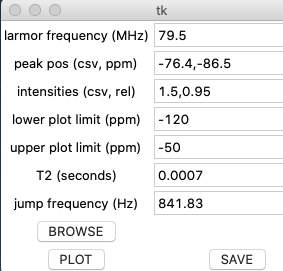 tk
larmor frequency (MHz) 79.5
peak pos (csv, ppm) -76.4,-86.5
intensities (csv, rel) 1.5,0.95
lower plot limit (ppm) -120
upper plot limit (ppm) -50
T2 (seconds) 0.0007
jump frequency (Hz) 841.83
BROWSE
PLOT SAVE